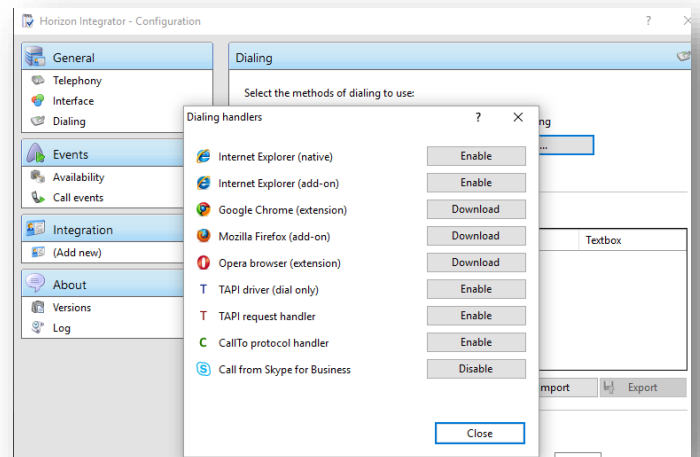 Horizon Integrator - Configuration
General
Telephony
Interface
Dialing
Events
Availability
Call events
Integration
(Add new)
About
Versions
Log
Dialing
Select the methods of dialing to use:
ng
...
Textbox
Export
Dialing handlers ? ×
Internet Explorer (native) Enable
Internet Explorer (add-on) Enable
Google Chrome (extension) Download
Mozilla Firefox (add-on) Download
Opera browser (extension) Download
T TAPI driver (dial only) Enable
T TAPI request handler Enable
C CallTo protocol handler Enable
S Call from Skype for Business Disable
Close